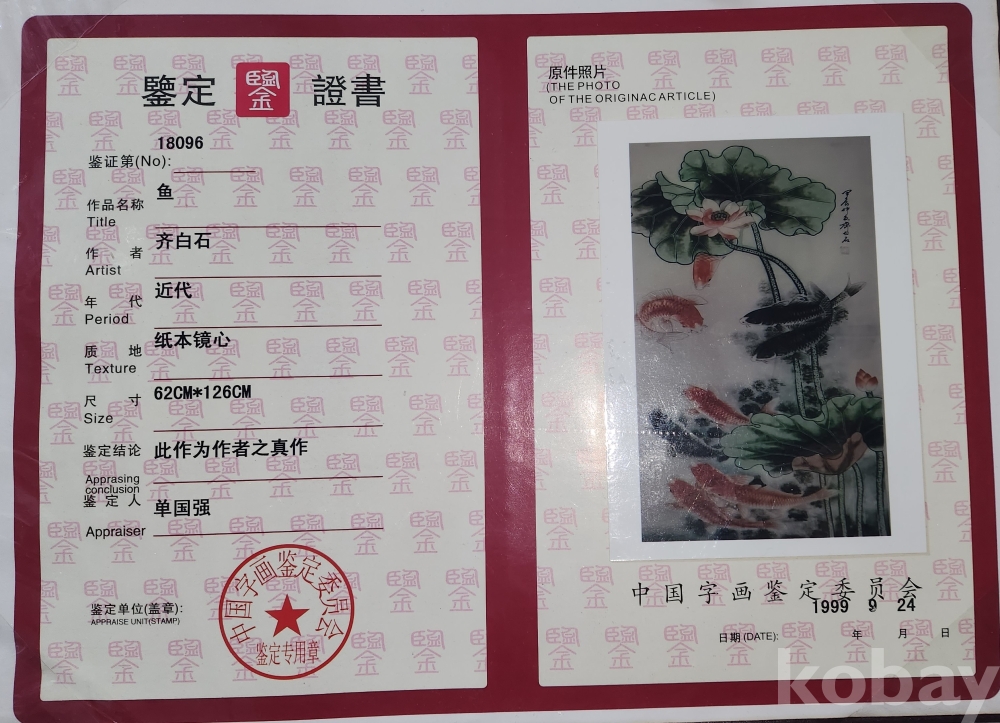 鑒定 鑒 證書
18096
鉴证第(No):
鱼
作品名称
Title
齐白石
作 者
Artist
近代
年 代
Period
纸本镜心
质 地
Texture
62CM*126CM
尺 寸
Size
鉴定结论 此作为作者之真作
Apprasing
conclusion
鉴 定 人 单国强
Appraiser
鉴定单位(盖章):
APPRAISE UNIT(STAMP)
中国字画鉴定委员会
鉴定专用章
原件照片
(THE PHOTO
OF THE ORIGINAC ARTICLE)
中国字画鉴定委员会
1999 9 24
日期(DATE): 年 月 日
kobay